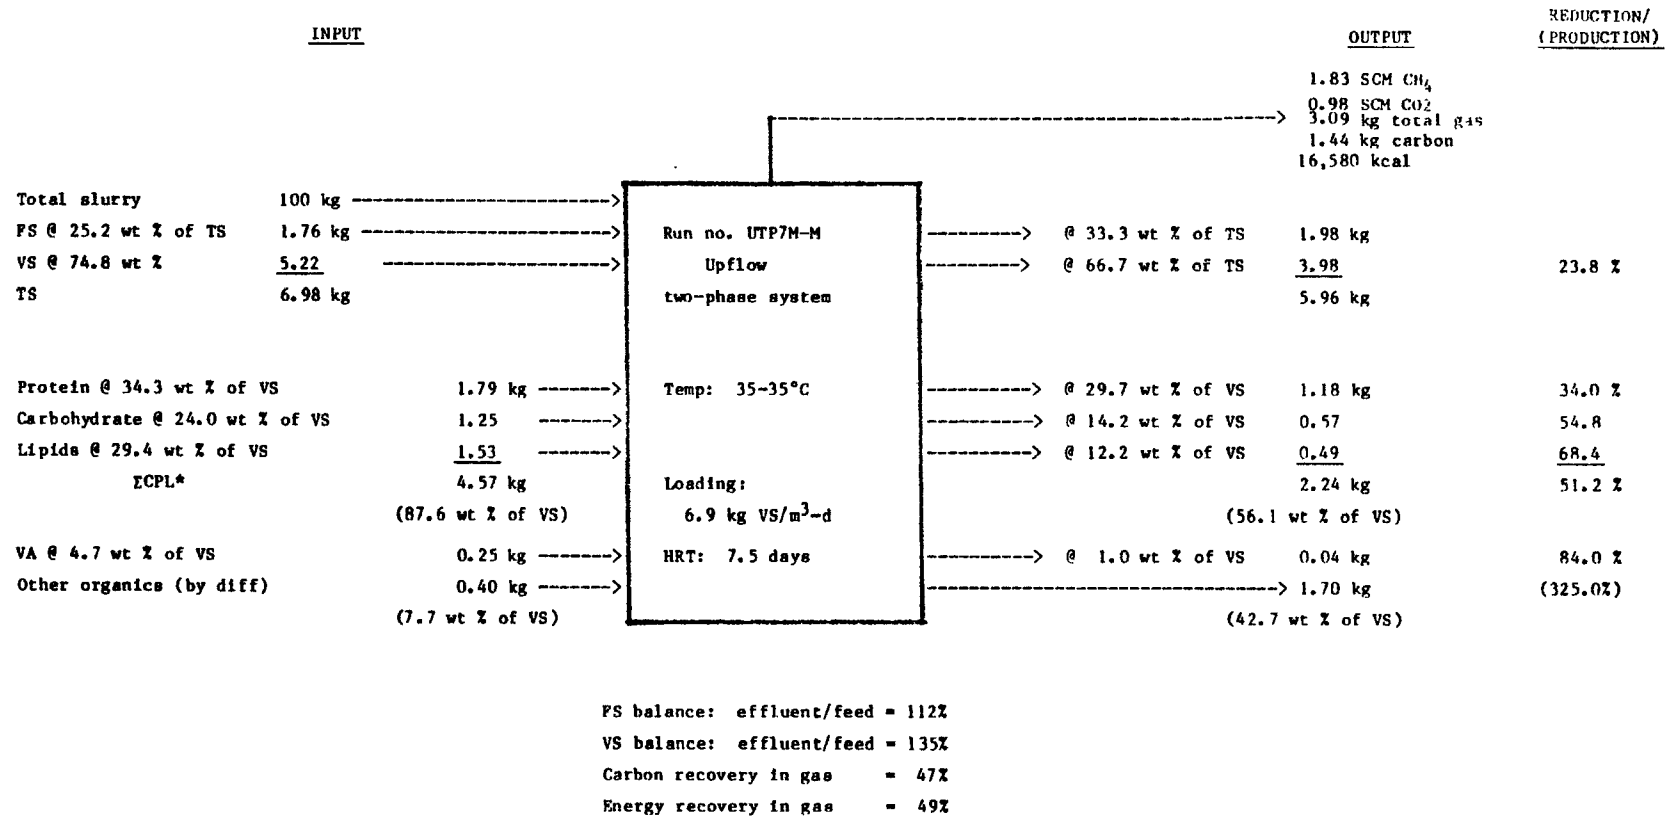 INPUT
OUTPUT
REDUCTION/
(PRODUCTION)
1.83 SCM CH4
0.98 SCM CO2
3.09 kg total gas
1.44 kg carbon
16,580 kcal
Total slurry 100 kg
FS @ 25.2 wt % of TS 1.76 kg Run no. UTP7M-M @ 33.3 wt % of TS 1.98 kg
VS @ 74.8 wt % 5.22 Upflow @ 66.7 wt % of TS 3.98 23.8 %
TS 6.98 kg two-phase system 5.96 kg
Protein @ 34.3 wt % of VS 1.79 kg Temp: 35-35°C @ 29.7 wt % of VS 1.18 kg 34.0 %
Carbohydrate @ 24.0 wt % of VS 1.25 @ 14.2 wt % of VS 0.57 54.8
Lipids @ 29.4 wt % of VS 1.53 @ 12.2 wt % of VS 0.49 68.4
ΣCPL* 4.57 kg Loading: 2.24 kg 51.2 %
(87.6 wt % of VS) 6.9 kg VS/m3-d (56.1 wt % of VS)
VA @ 4.7 wt % of VS 0.25 kg HRT: 7.5 days @ 1.0 wt % of VS 0.04 kg 84.0 %
Other organics (by diff) 0.40 kg 1.70 kg (325.0%)
(7.7 wt % of VS) (42.7 wt % of VS)
FS balance: effluent/feed = 112%
VS balance: effluent/feed = 135%
Carbon recovery in gas = 47%
Energy recovery in gas = 49%